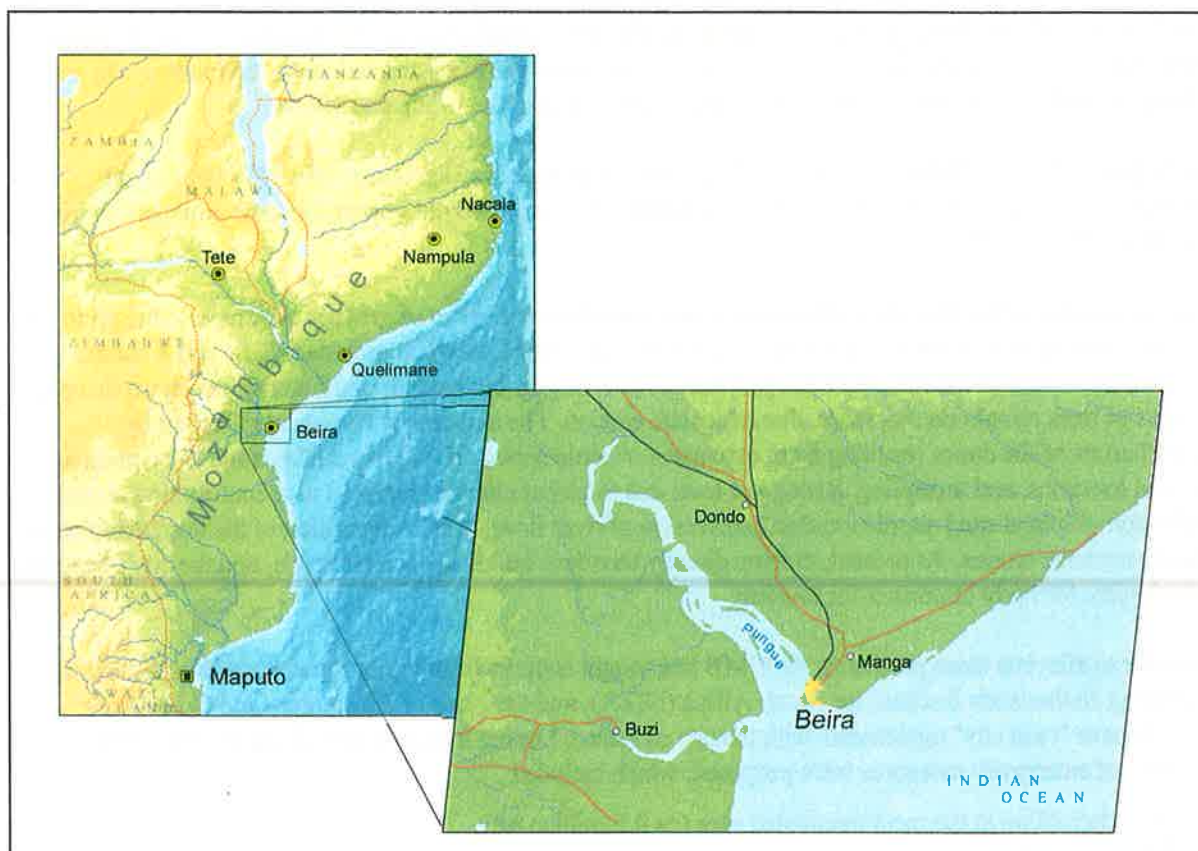 TANZANIA
ZAMBIA
MALAWI
Nacala
Tete
Nampula
Mozambique
ZIMBABWE
Quelimane
Beira
SOUTH
AFRICA
Maputo
Dondo
Pungue
Manga
Beira
Buzi
INDIAN
OCEAN